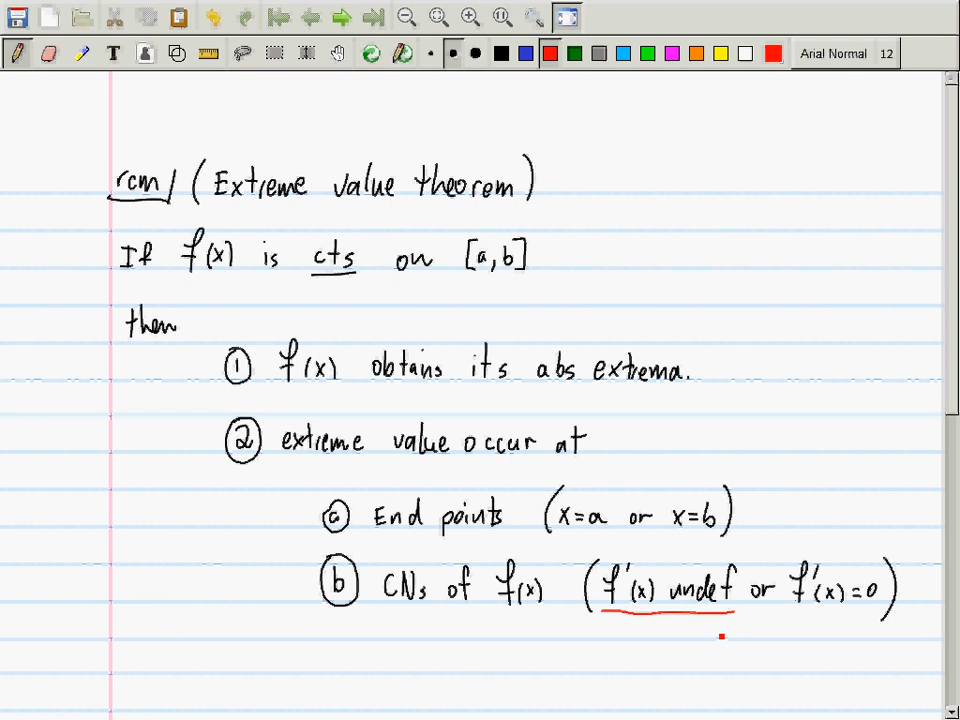 Arial Normal 12
rcm/ (Extreme value theorem)
If f(x) is cts on [a,b]
then
① f(x) obtains its abs extrema.
② extreme value occur at
ⓐ End points (x=a or x=b)
ⓑ CNs of f(x) (f'(x) undef or f'(x)=0)